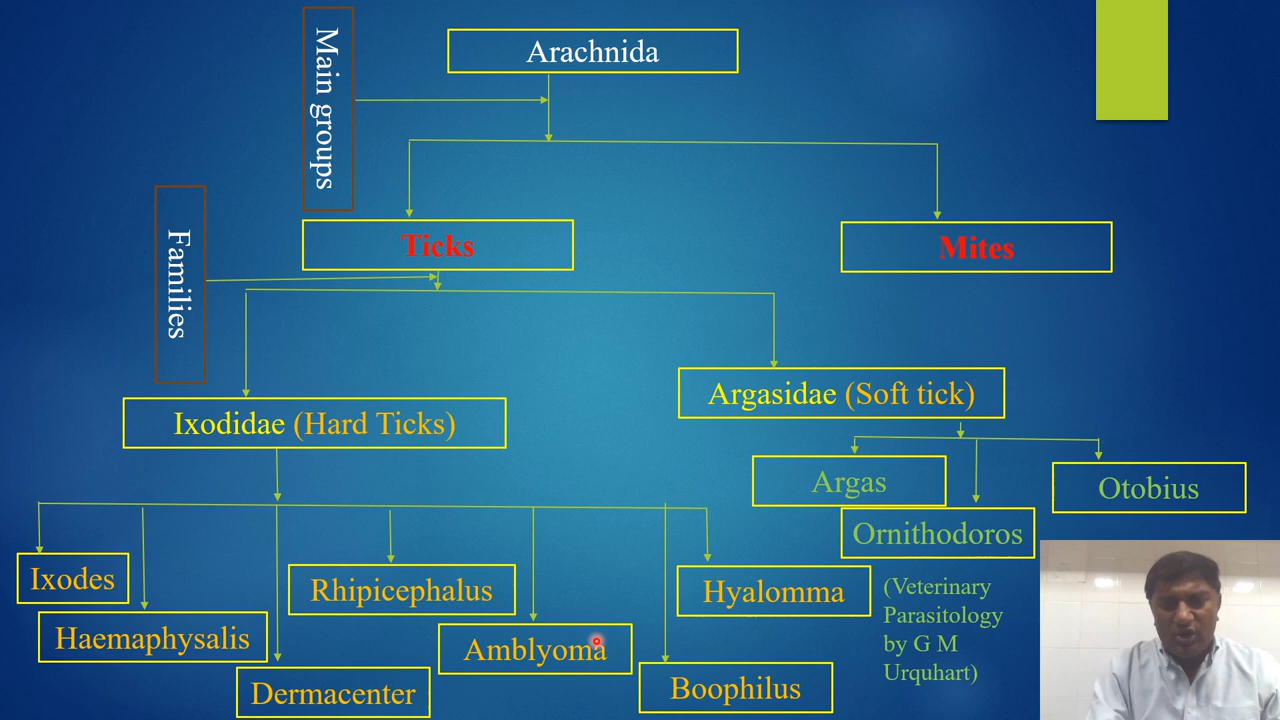 Main groups
Arachnida
Families
Ticks
Mites
Ixodidae (Hard Ticks)
Argasidae (Soft tick)
Argas
Otobius
Ornithodoros
Ixodes
Rhipicephalus
Hyalomma
Haemaphysalis
Amblyoma
Dermacenter
Boophilus
(Veterinary
Parasitology
by G M
Urquhart)